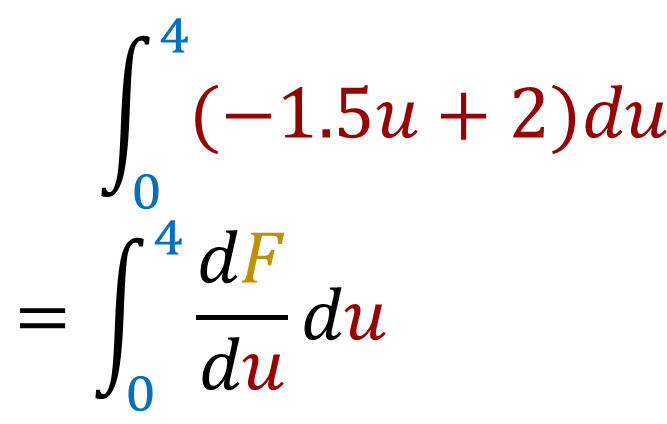 ∫₀⁴ (−1.5u + 2)du
= ∫₀⁴ dF/du du